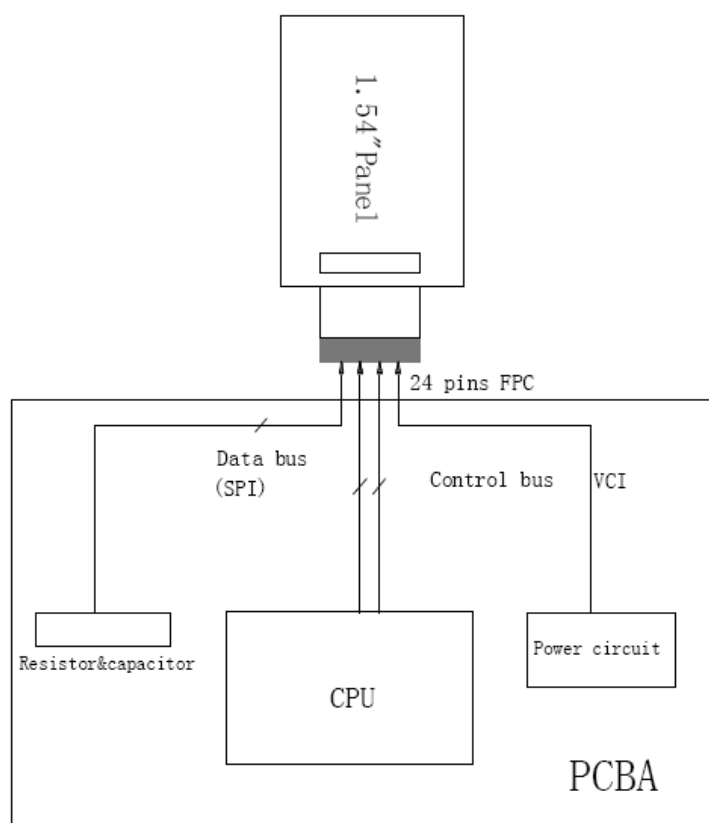 1.54"Panel
24 pins FPC
Data bus
(SPI)
Control bus
VCI
Resistor&capacitor
CPU
Power circuit
PCBA